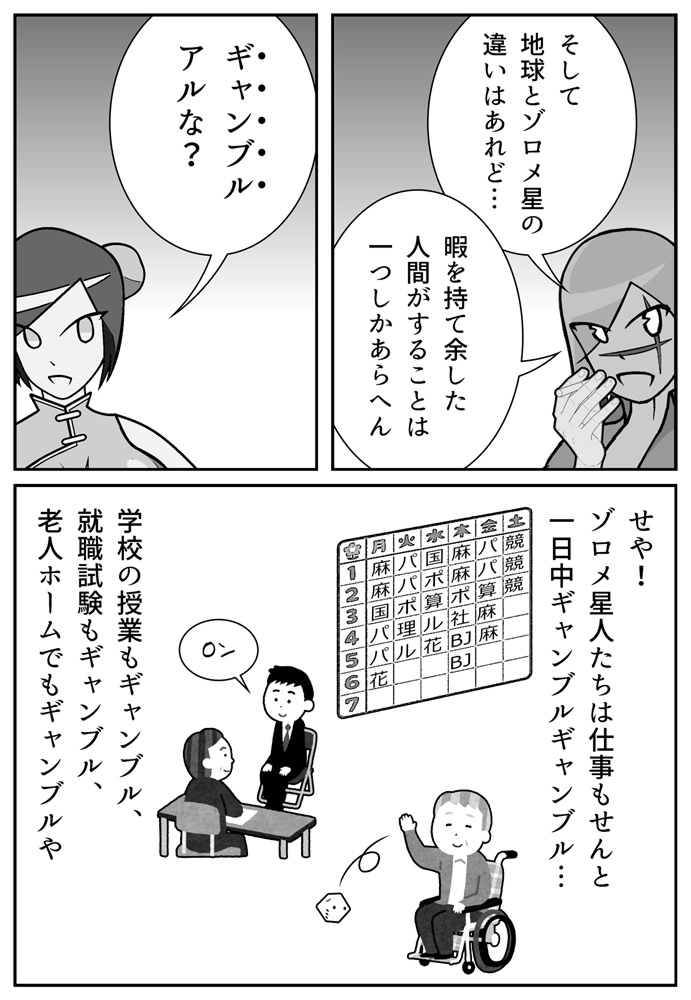 そして
地球とゾロメ星の
違いはあれど…
暇を持て余した
人間がすることは
一つしかあらへん
ギャンブル
アルな？
せや！
ゾロメ星人たちは仕事もせんと
一日中ギャンブルギャンブル…
月 火 水 木 金 土
1 麻 パ 国 麻 パ 競
2 麻 パ ポ 麻 パ 競
3 国 ポ 算 ポ 算 競
4 パ 理 ル 社 麻
5 パ ル 花 BJ 麻
6 花 BJ
7
ロン
学校の授業もギャンブル、
就職試験もギャンブル、
老人ホームでもギャンブルや